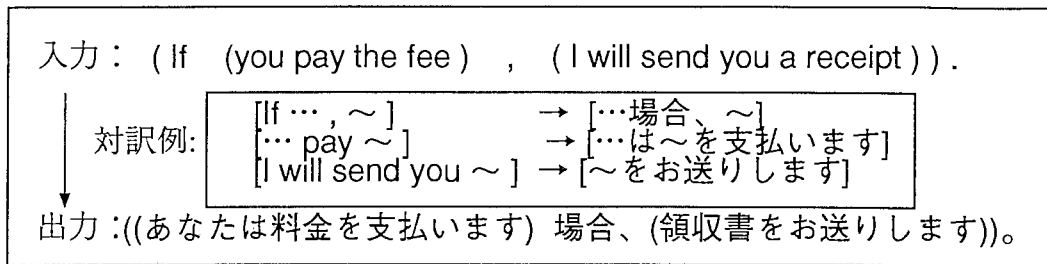 入力： ( If (you pay the fee ) , ( I will send you a receipt ) ) .
対訳例:
[If … , ～ ] → […場合、～]
[… pay ～ ] → […は～を支払います]
[I will send you ～ ] → [～をお送りします]
出力 :((あなたは料金を支払います) 場合、(領収書をお送りします))。